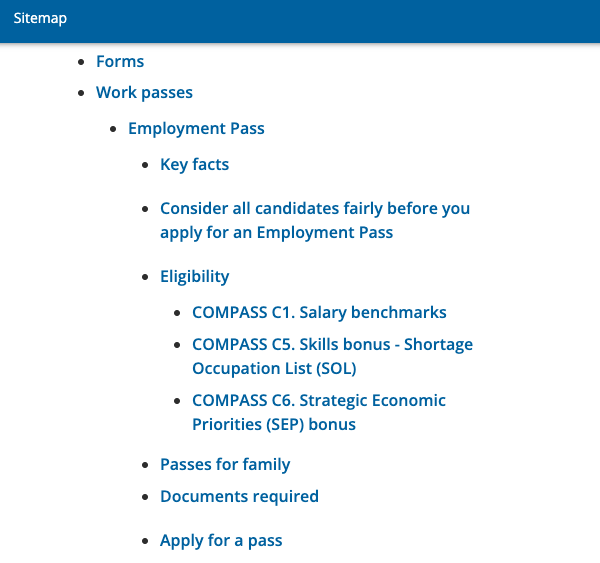 Sitemap
Forms
Work passes
Employment Pass
Key facts
Consider all candidates fairly before you
apply for an Employment Pass
Eligibility
COMPASS C1. Salary benchmarks
COMPASS C5. Skills bonus - Shortage
Occupation List (SOL)
COMPASS C6. Strategic Economic
Priorities (SEP) bonus
Passes for family
Documents required
Apply for a pass